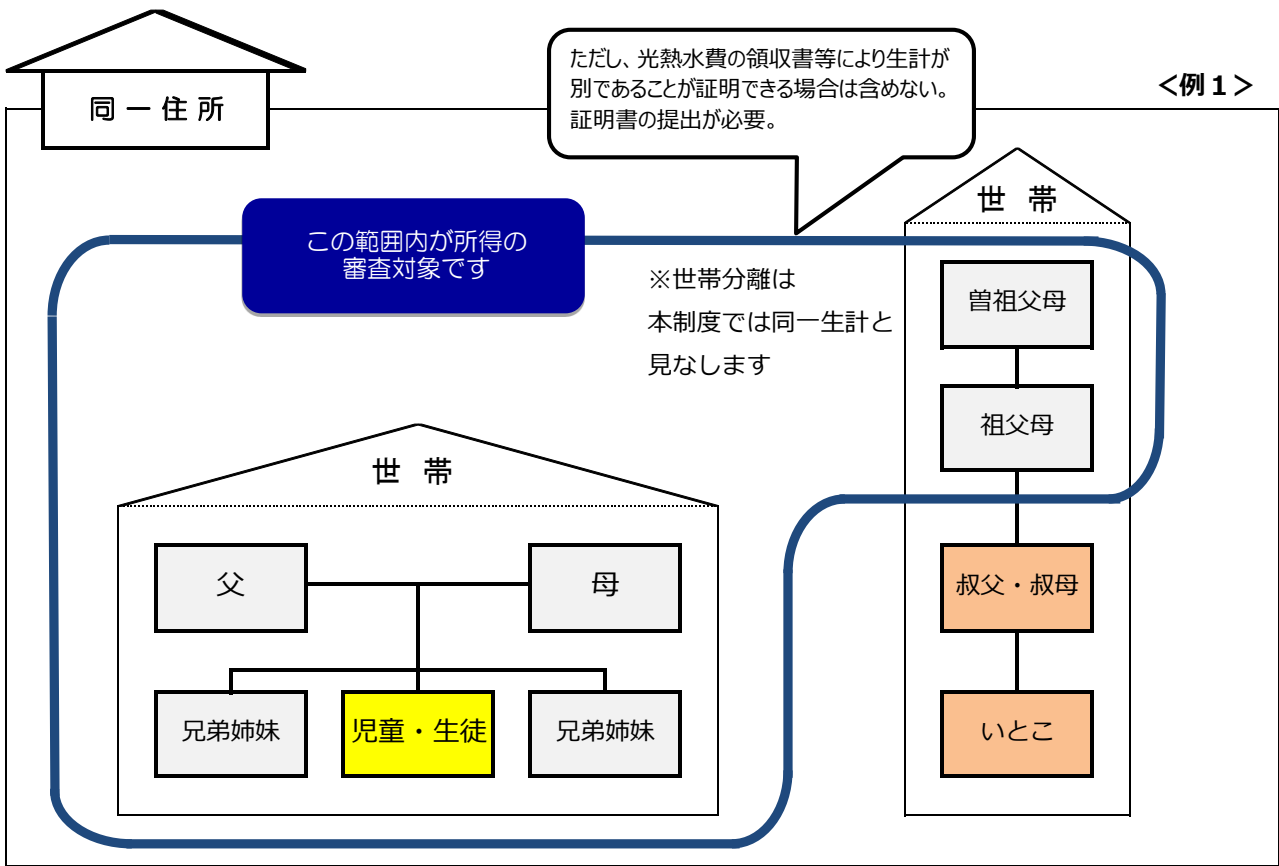 同一住所
ただし、光熱水費の領収書等により生計が
別であることが証明できる場合は含めない。
証明書の提出が必要。
＜例１＞
この範囲内が所得の
審査対象です
※世帯分離は
本制度では同一生計と
見なします
世 帯
曽祖父母
祖父母
叔父・叔母
いとこ
世 帯
父
母
兄弟姉妹
児童・生徒
兄弟姉妹